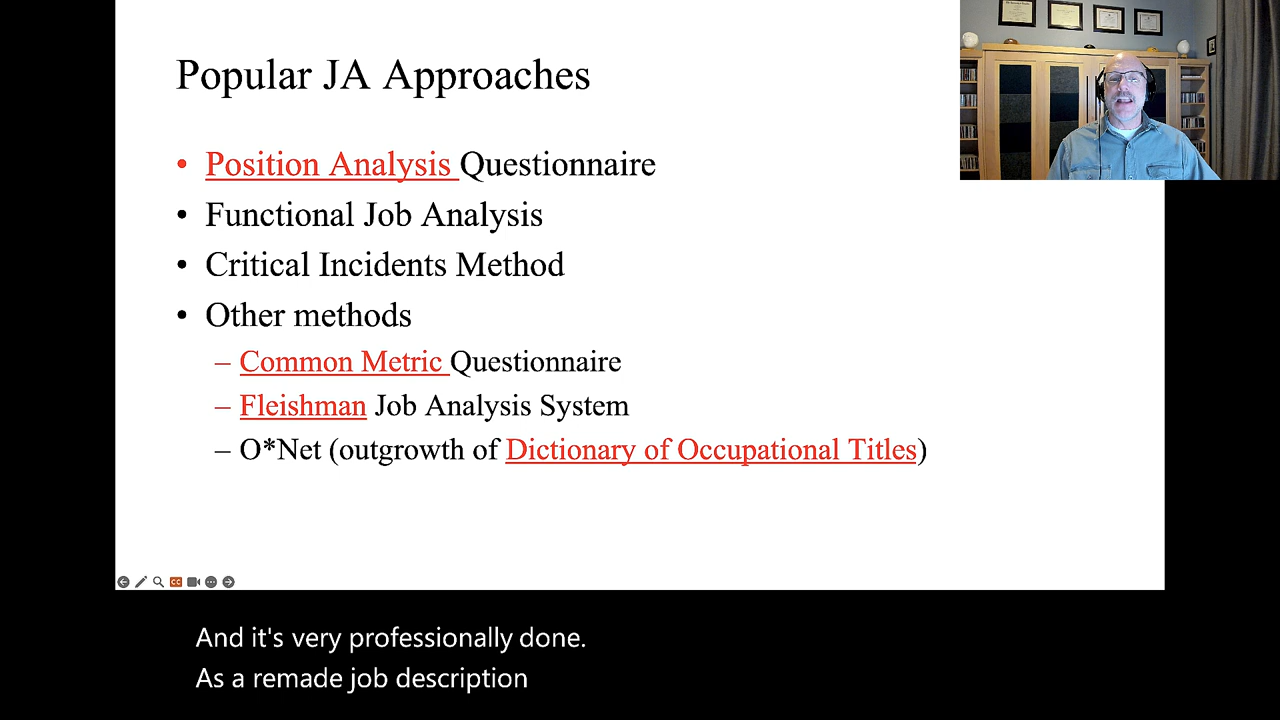 Popular JA Approaches
• Position Analysis Questionnaire
• Functional Job Analysis
• Critical Incidents Method
• Other methods
– Common Metric Questionnaire
– Fleishman Job Analysis System
– O*Net (outgrowth of Dictionary of Occupational Titles)
CC
And it's very professionally done.
As a remade job description